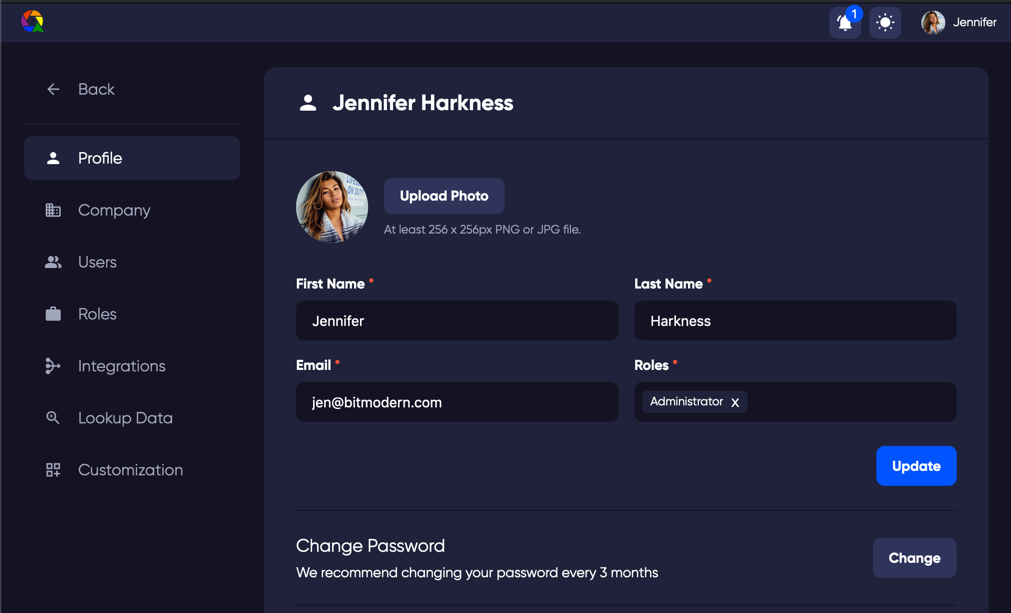 1
Jennifer
Back
Profile
Company
Users
Roles
Integrations
Lookup Data
Customization
Jennifer Harkness
Upload Photo
At least 256 x 256px PNG or JPG file.
First Name *
Last Name *
Jennifer
Harkness
Email *
Roles *
jen@bitmodern.com
Administrator X
Update
Change Password
We recommend changing your password every 3 months
Change